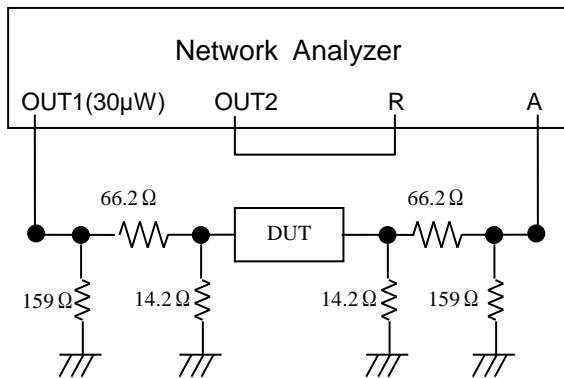 Network Analyzer
OUT1(30µW) OUT2 R A
66.2 Ω 66.2 Ω
DUT
159 Ω 14.2 Ω 14.2 Ω 159 Ω